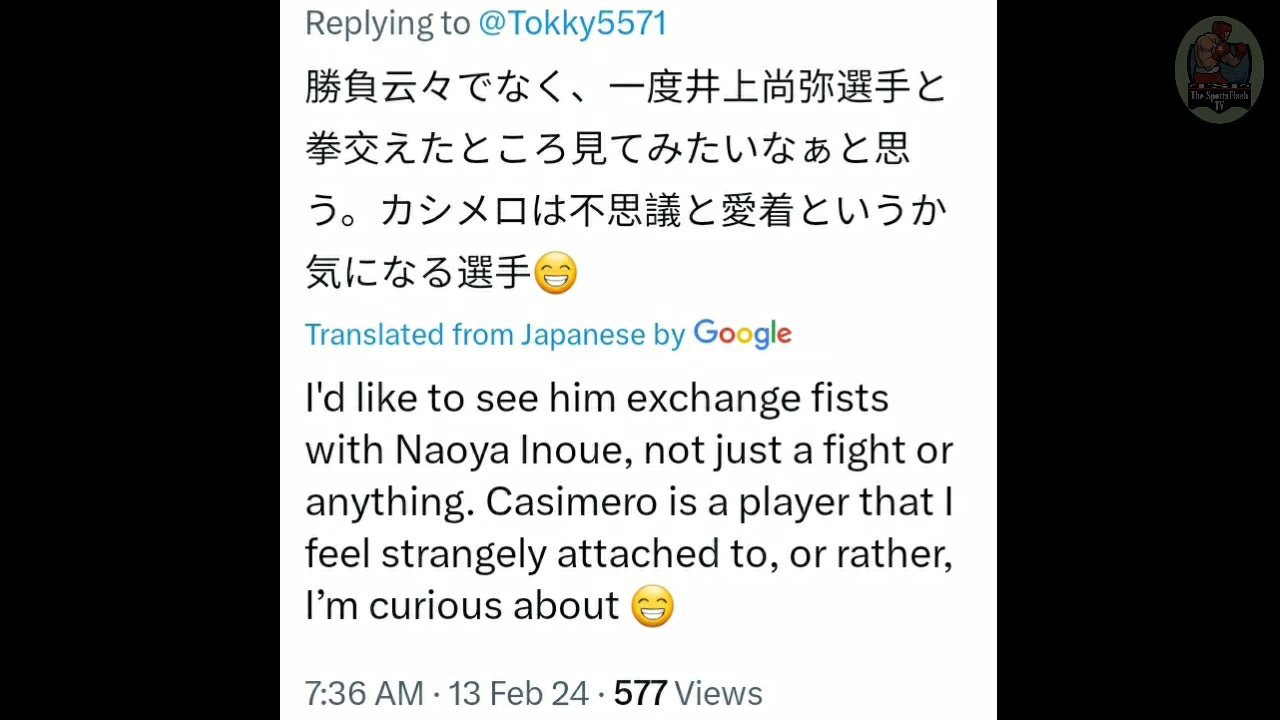 Replying to @Tokky5571
勝負云々でなく、一度井上尚弥選手と
拳交えたところ見てみたいなぁと思
う。カシメロは不思議と愛着というか
気になる選手😁
Translated from Japanese by Google
I'd like to see him exchange fists
with Naoya Inoue, not just a fight or
anything. Casimero is a player that I
feel strangely attached to, or rather,
I’m curious about 😁
7:36 AM · 13 Feb 24 · 577 Views
The SportsFlash
TV